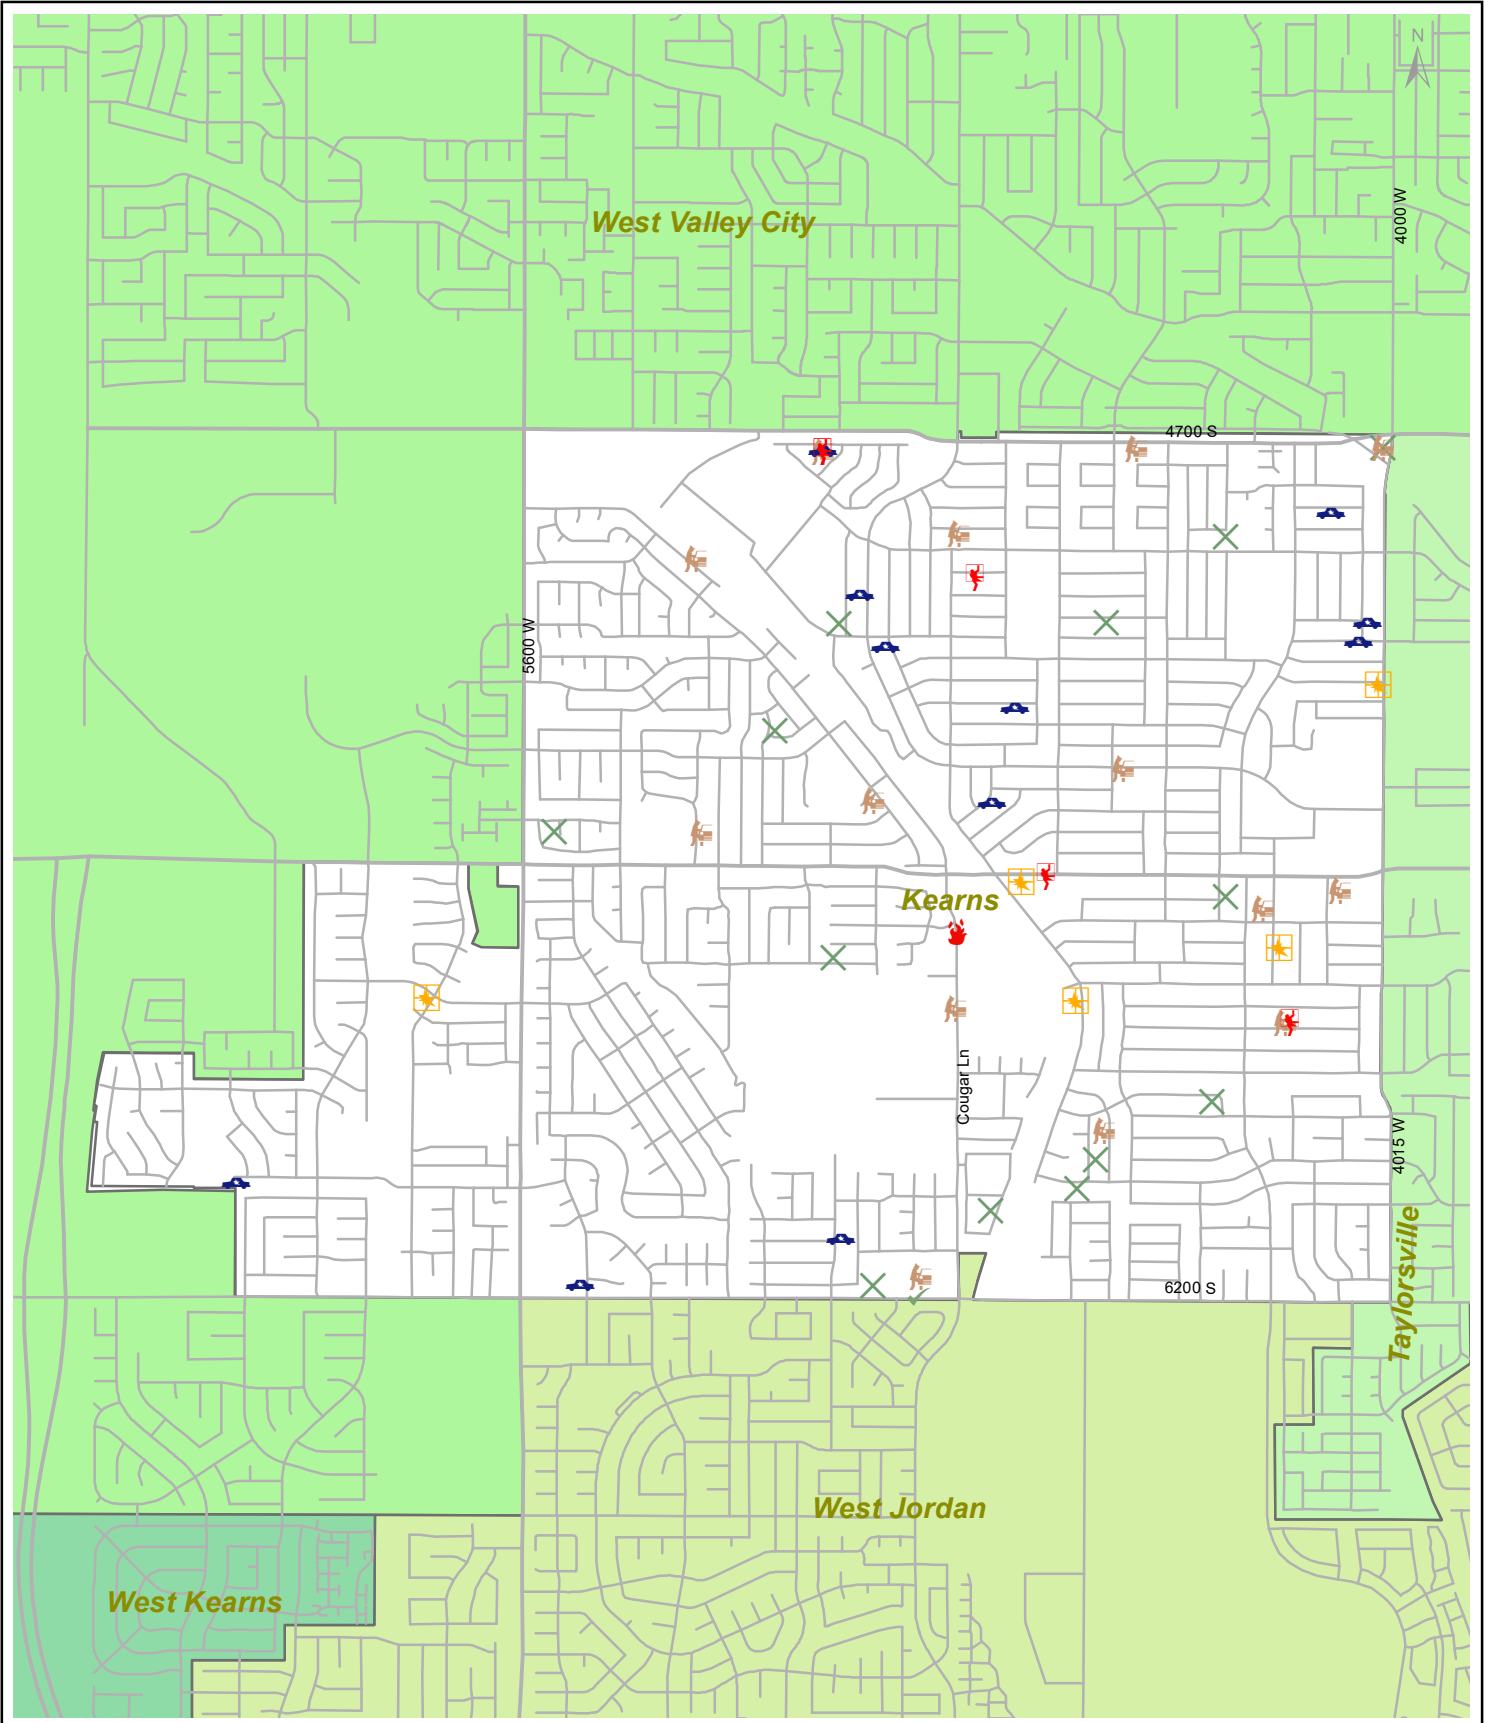 N
4000 W
West Valley City
4700 S
5600 W
Kearns
Cougar Ln
4015 W
Taylorsville
6200 S
West Jordan
West Kearns